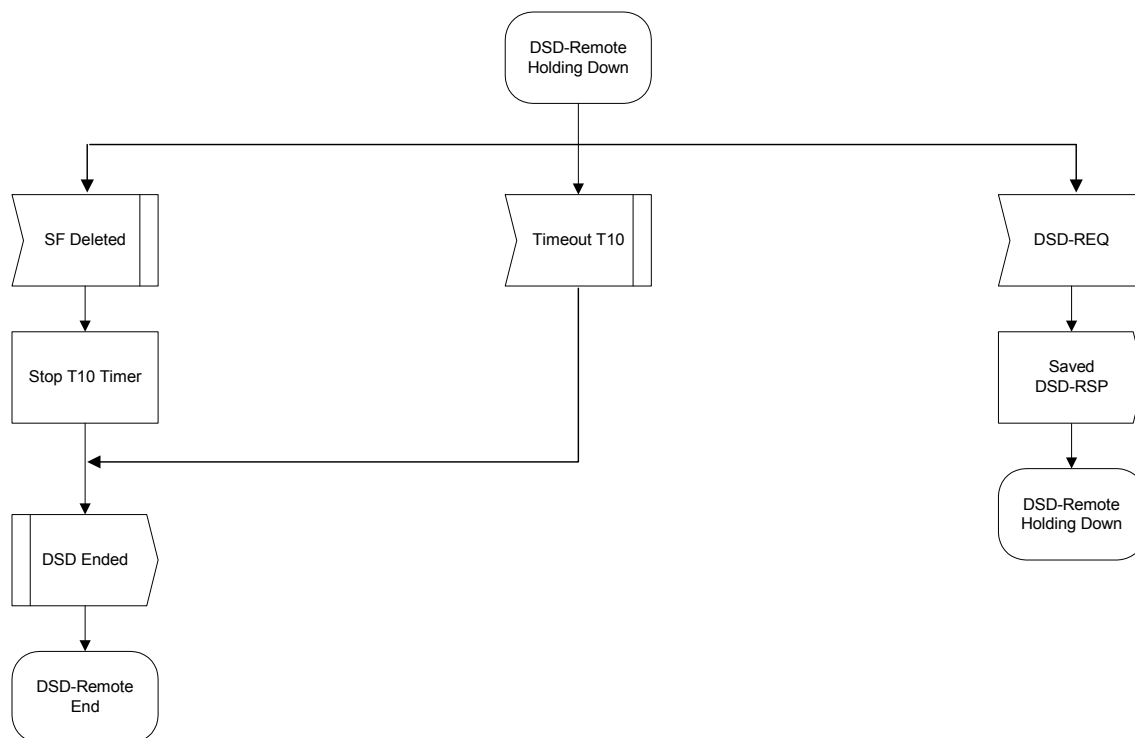 DSD-Remote
Holding Down
SF Deleted
Timeout T10
DSD-REQ
Stop T10 Timer
Saved
DSD-RSP
DSD-Remote
Holding Down
DSD Ended
DSD-Remote
End